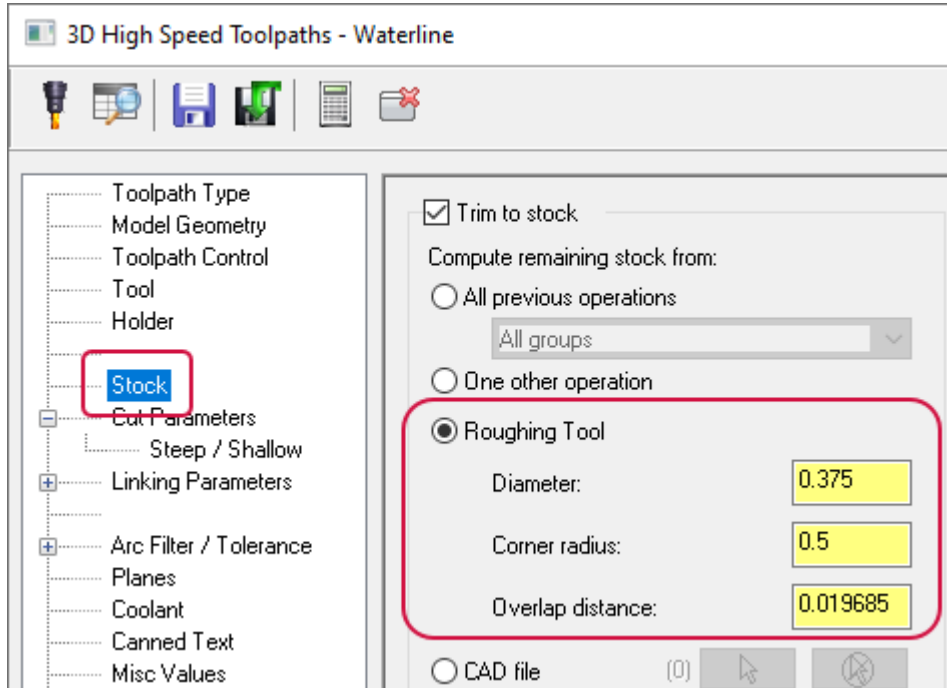 3D High Speed Toolpaths - Waterline
Toolpath Type
Model Geometry
Toolpath Control
Tool
Holder
Stock
Cut Parameters
Steep / Shallow
Linking Parameters
Arc Filter / Tolerance
Planes
Coolant
Canned Text
Misc Values
Trim to stock
Compute remaining stock from:
All previous operations
All groups
One other operation
Roughing Tool
Diameter: 0.375
Corner radius: 0.5
Overlap distance: 0.019685
CAD file (0)